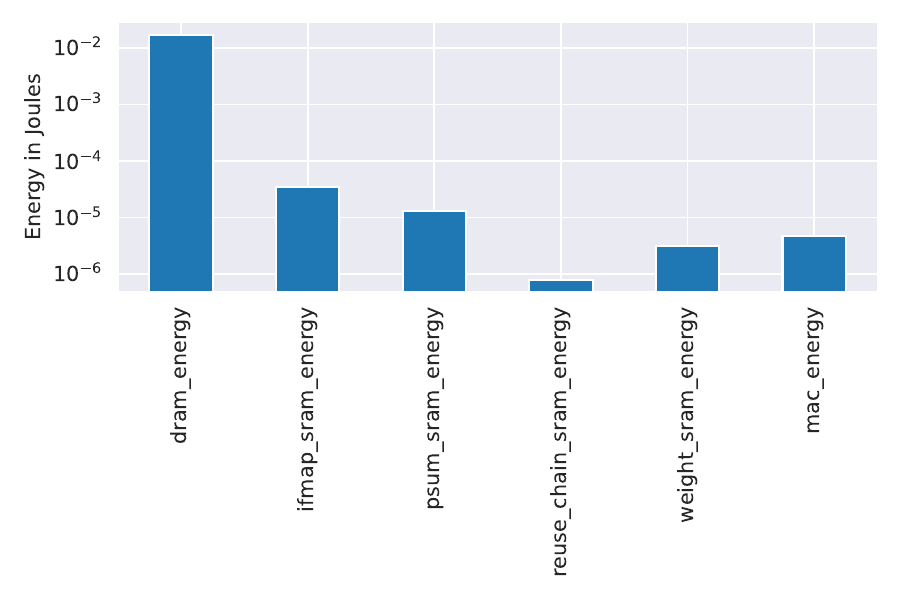 Energy in Joules
10⁻²
10⁻³
10⁻⁴
10⁻⁵
10⁻⁶
dram_energy
ifmap_sram_energy
psum_sram_energy
reuse_chain_sram_energy
weight_sram_energy
mac_energy